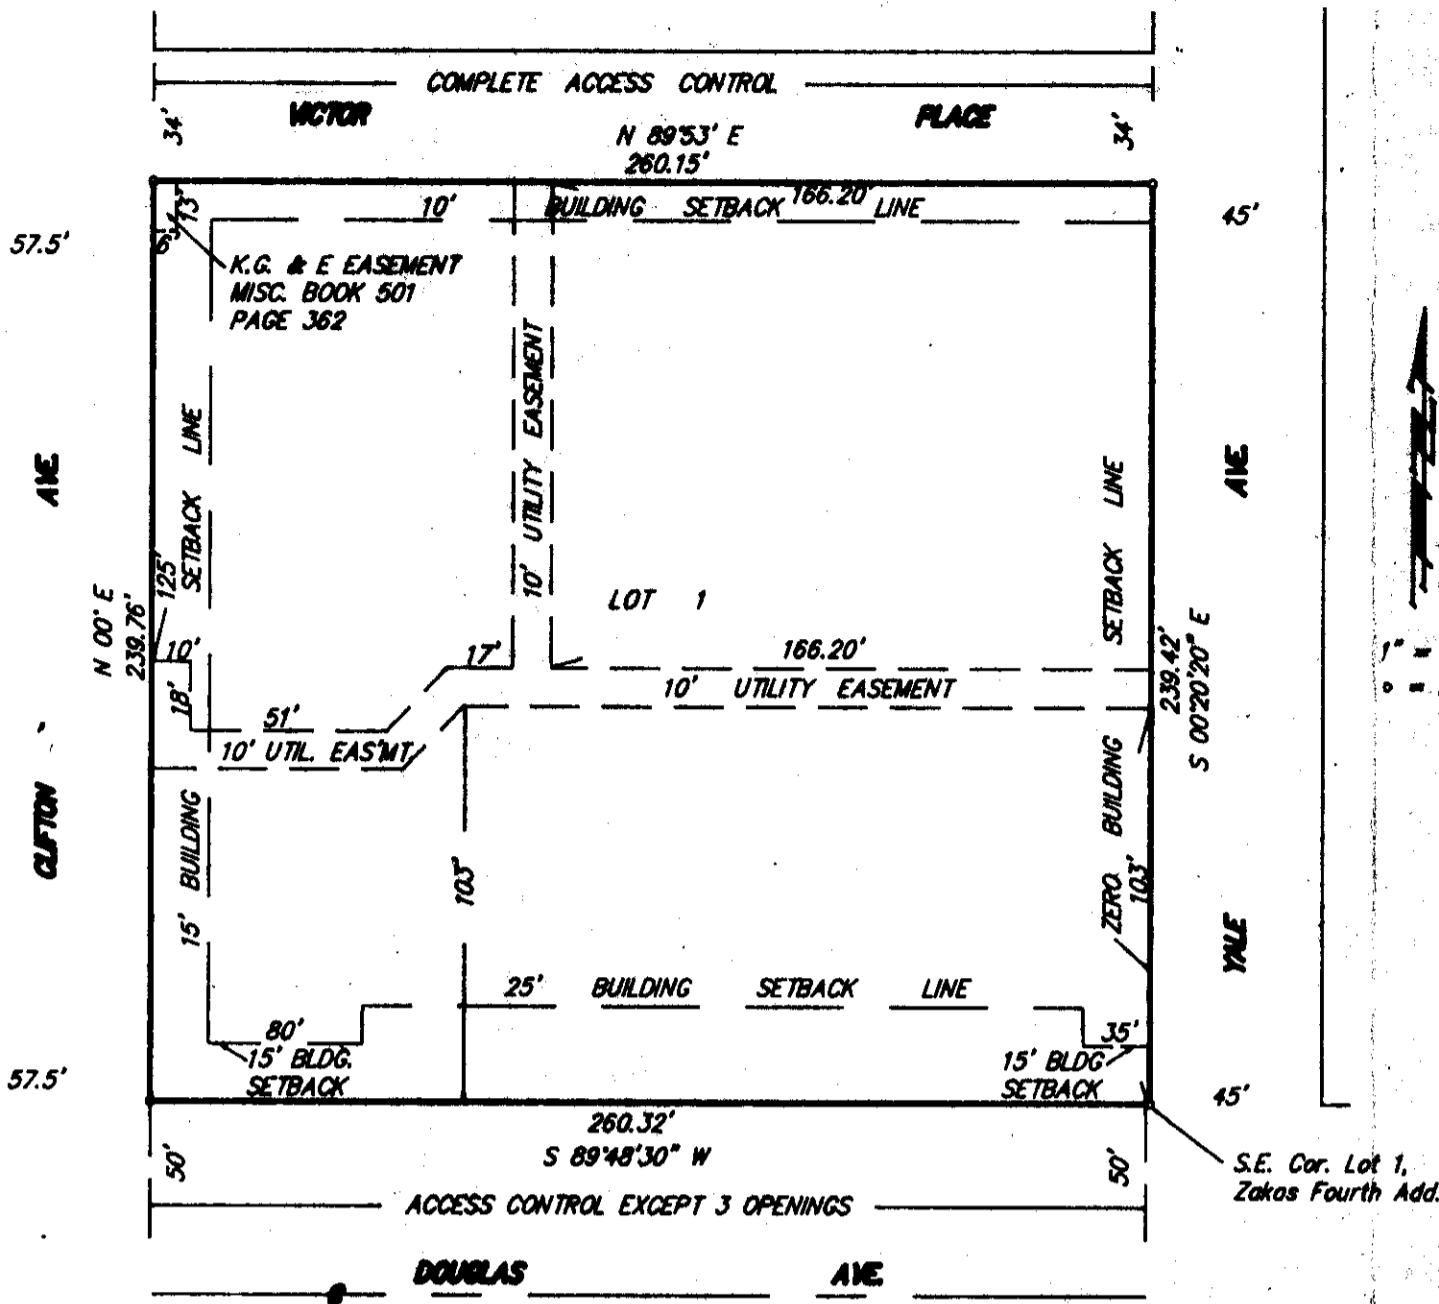 COMPLETE ACCESS CONTROL
VICTOR PLACE
34'
34'
N 89°53' E
260.15'
10'
BUILDING SETBACK LINE
166.20'
13'
6'
57.5'
45'
K.G. & E EASEMENT
MISC. BOOK 501
PAGE 362
10' UTILITY EASEMENT
15' BUILDING SETBACK LINE
CLIFTON AVE.
N 00° E
239.76'
125'
10'
18'
17'
LOT 1
166.20'
10' UTILITY EASEMENT
51'
10' UTIL. EAS'MT.
103'
ZERO BUILDING SETBACK LINE
103'
239.42'
S 00°20'20" E
YALE AVE.
N
1" =
o =
25' BUILDING SETBACK LINE
80'
15' BLDG.
SETBACK
35'
15' BLDG
SETBACK
57.5'
45'
260.32'
S 89°48'30" W
50'
50'
S.E. Cor. Lot 1,
Zakas Fourth Add.
ACCESS CONTROL EXCEPT 3 OPENINGS
DOUGLAS AVE.